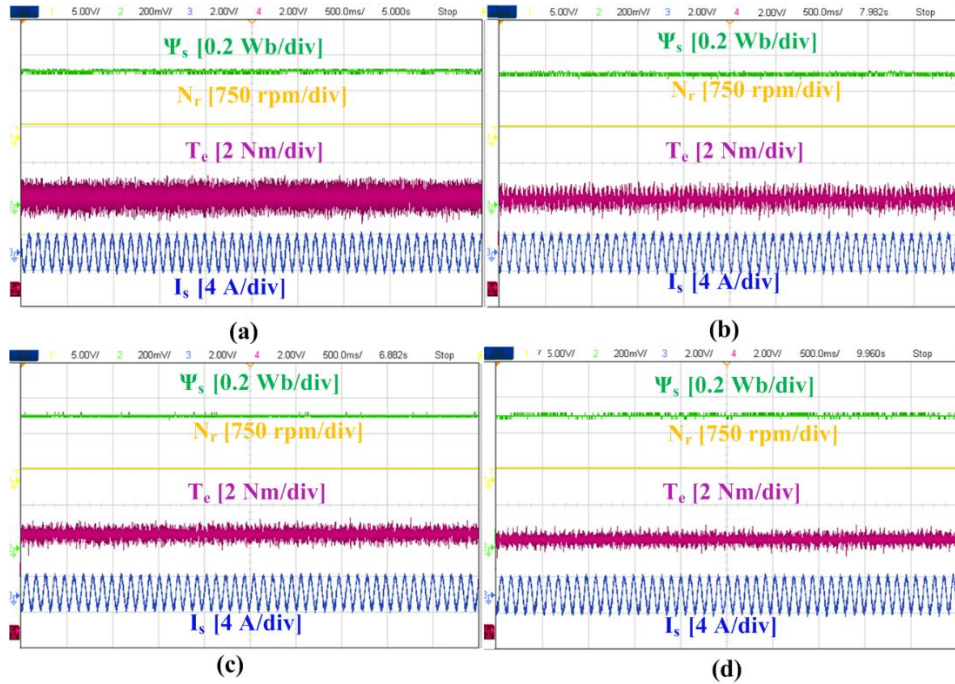 1 5.00V/ 2 200mV/ 3 2.00V/ 4 2.00V/ 500.0ms/ 5.000s Stop
Ψs [0.2 Wb/div]
Nr [750 rpm/div]
Te [2 Nm/div]
Is [4 A/div]
(a)
1 5.00V/ 2 200mV/ 3 2.00V/ 4 2.00V/ 500.0ms/ 7.982s Stop
Ψs [0.2 Wb/div]
Nr [750 rpm/div]
Te [2 Nm/div]
Is [4 A/div]
(b)
5.00V/ 2 200mV/ 3 2.00V/ 4 2.00V/ 500.0ms/ 6.882s Stop
Ψs [0.2 Wb/div]
Nr [750 rpm/div]
Te [2 Nm/div]
Is [4 A/div]
(c)
1 5.00V/ 2 200mV/ 3 2.00V/ 4 2.00V/ 500.0ms/ 9.960s Stop
Ψs [0.2 Wb/div]
Nr [750 rpm/div]
Te [2 Nm/div]
Is [4 A/div]
(d)